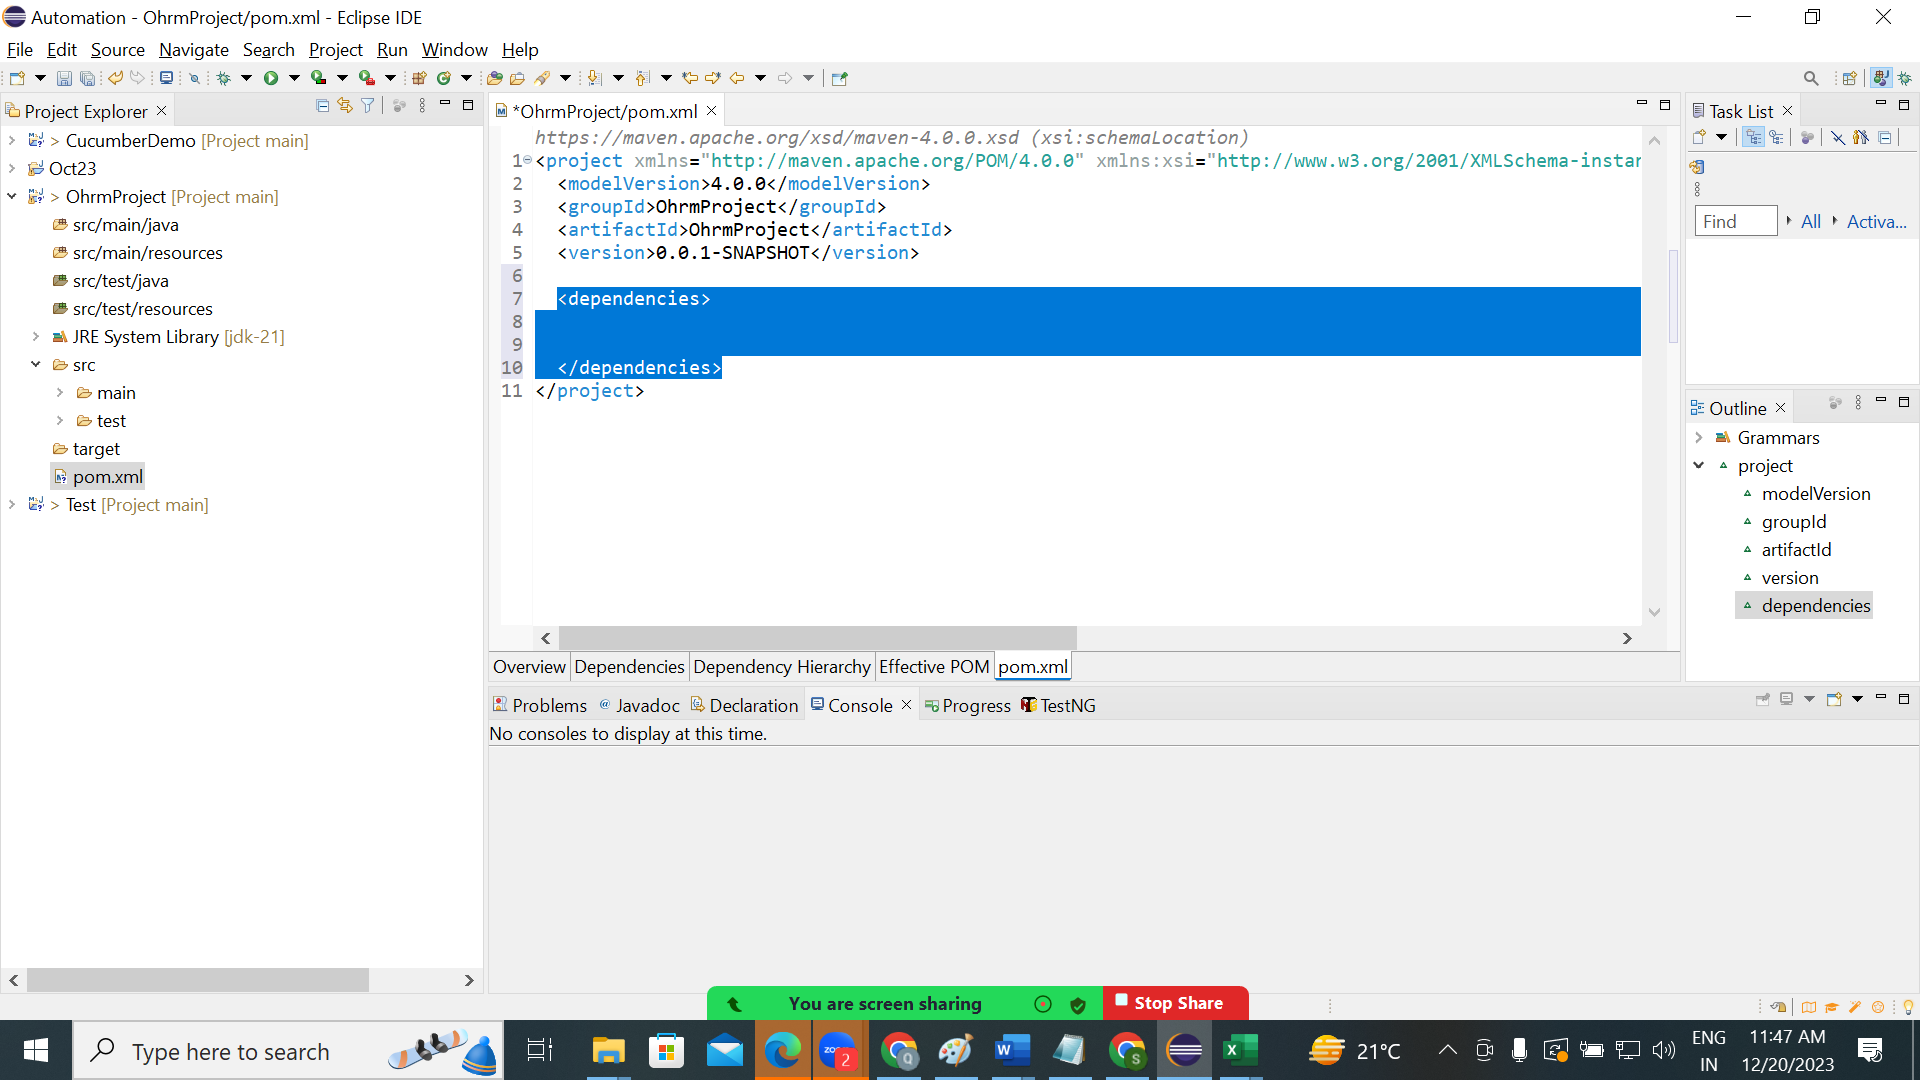 Automation - OhrmProject/pom.xml - Eclipse IDE
File Edit Source Navigate Search Project Run Window Help
Project Explorer
> CucumberDemo [Project main]
Oct23
> OhrmProject [Project main]
src/main/java
src/main/resources
src/test/java
src/test/resources
JRE System Library [jdk-21]
src
main
test
target
pom.xml
> Test [Project main]
*OhrmProject/pom.xml
https://maven.apache.org/xsd/maven-4.0.0.xsd (xsi:schemaLocation)
1 <project xmlns="http://maven.apache.org/POM/4.0.0" xmlns:xsi="http://www.w3.org/2001/XMLSchema-instan
2 <modelVersion>4.0.0</modelVersion>
3 <groupId>OhrmProject</groupId>
4 <artifactId>OhrmProject</artifactId>
5 <version>0.0.1-SNAPSHOT</version>
6
7 <dependencies>
8
9
10 </dependencies>
11 </project>
Overview Dependencies Dependency Hierarchy Effective POM pom.xml
Problems @ Javadoc Declaration Console Progress TestNG
No consoles to display at this time.
Task List
Find All Activa...
Outline
Grammars
project
modelVersion
groupId
artifactId
version
dependencies
You are screen sharing Stop Share
Type here to search
zoom
2
Q
W
S
X
21°C
ENG
IN
11:47 AM
12/20/2023